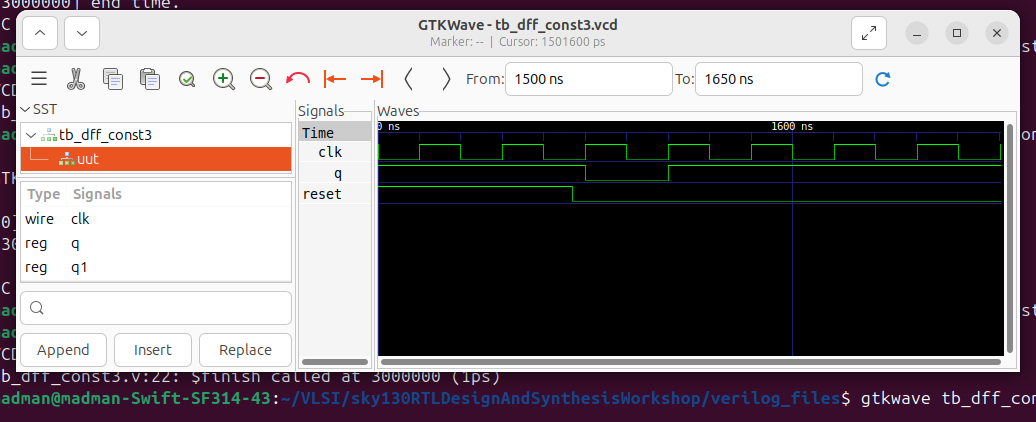 3000000] end time.
GTKWave - tb_dff_const3.vcd
Marker: -- | Cursor: 1501600 ps
From: 1500 ns To: 1650 ns
SST
tb_dff_const3
uut
Type Signals
wire clk
reg q
reg q1
Append Insert Replace
Signals
Time
clk
q
reset
Waves
0 ns 1600 ns
b_dff_const3.v:22: $finish called at 3000000 (1ps)
adman@madman-Swift-SF314-43:~/VLSI/sky130RTLDesignAndSynthesisWorkshop/verilog_files$ gtkwave tb_dff_con